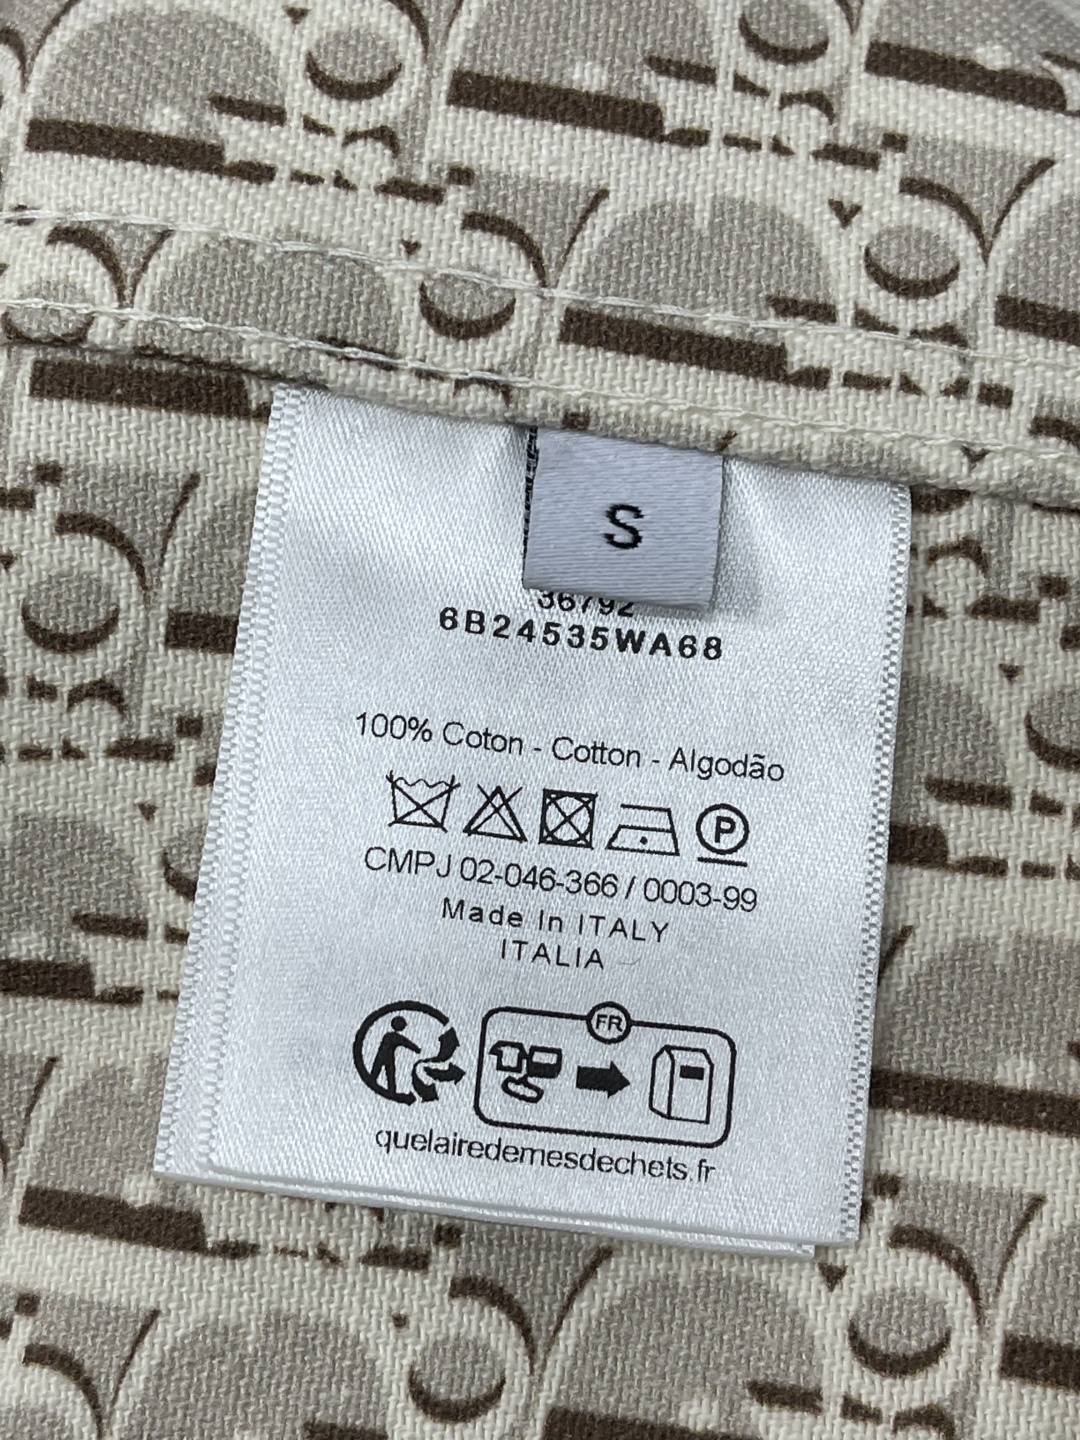 S
36792
6B24535WA68
100% Coton - Cotton - Algodão
P
CMPJ 02-046-366 / 0003-99
Made In ITALY
ITALIA
FR
quelairedemesdechets.fr